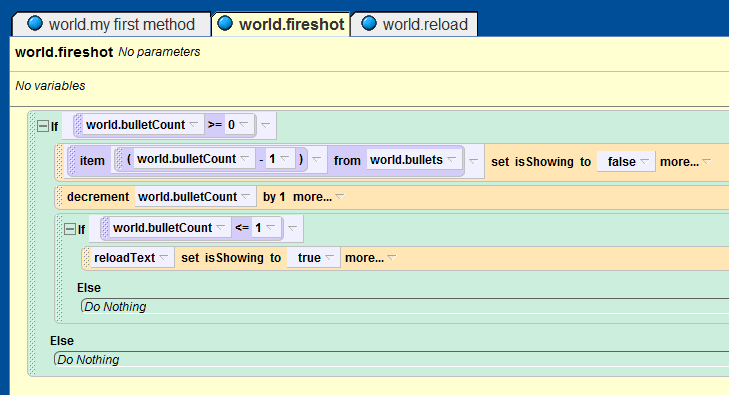 world.my first method world.fireshot world.reload
world.fireshot No parameters
No variables
If world.bulletCount >= 0
item ( world.bulletCount - 1 ) from world.bullets set isShowing to false more...
decrement world.bulletCount by 1 more...
If world.bulletCount <= 1
reloadText set isShowing to true more...
Else
Do Nothing
Else
Do Nothing